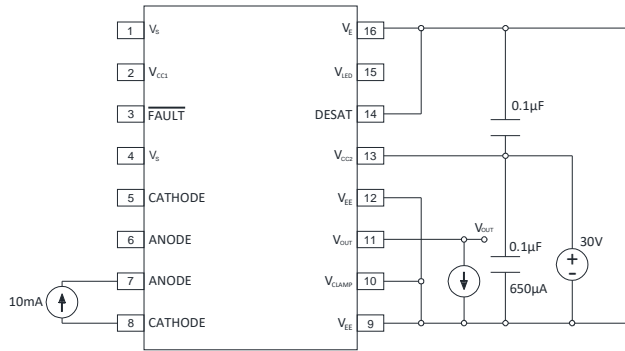 1 VS VE 16
2 VCC1 VLED 15
3 FAULT DESAT 14
4 VS VCC2 13
5 CATHODE VEE 12
6 ANODE VOUT 11
7 ANODE VCLAMP 10
8 CATHODE VEE 9
10mA
0.1µF
VOUT
0.1µF
650µA
30V
+
-